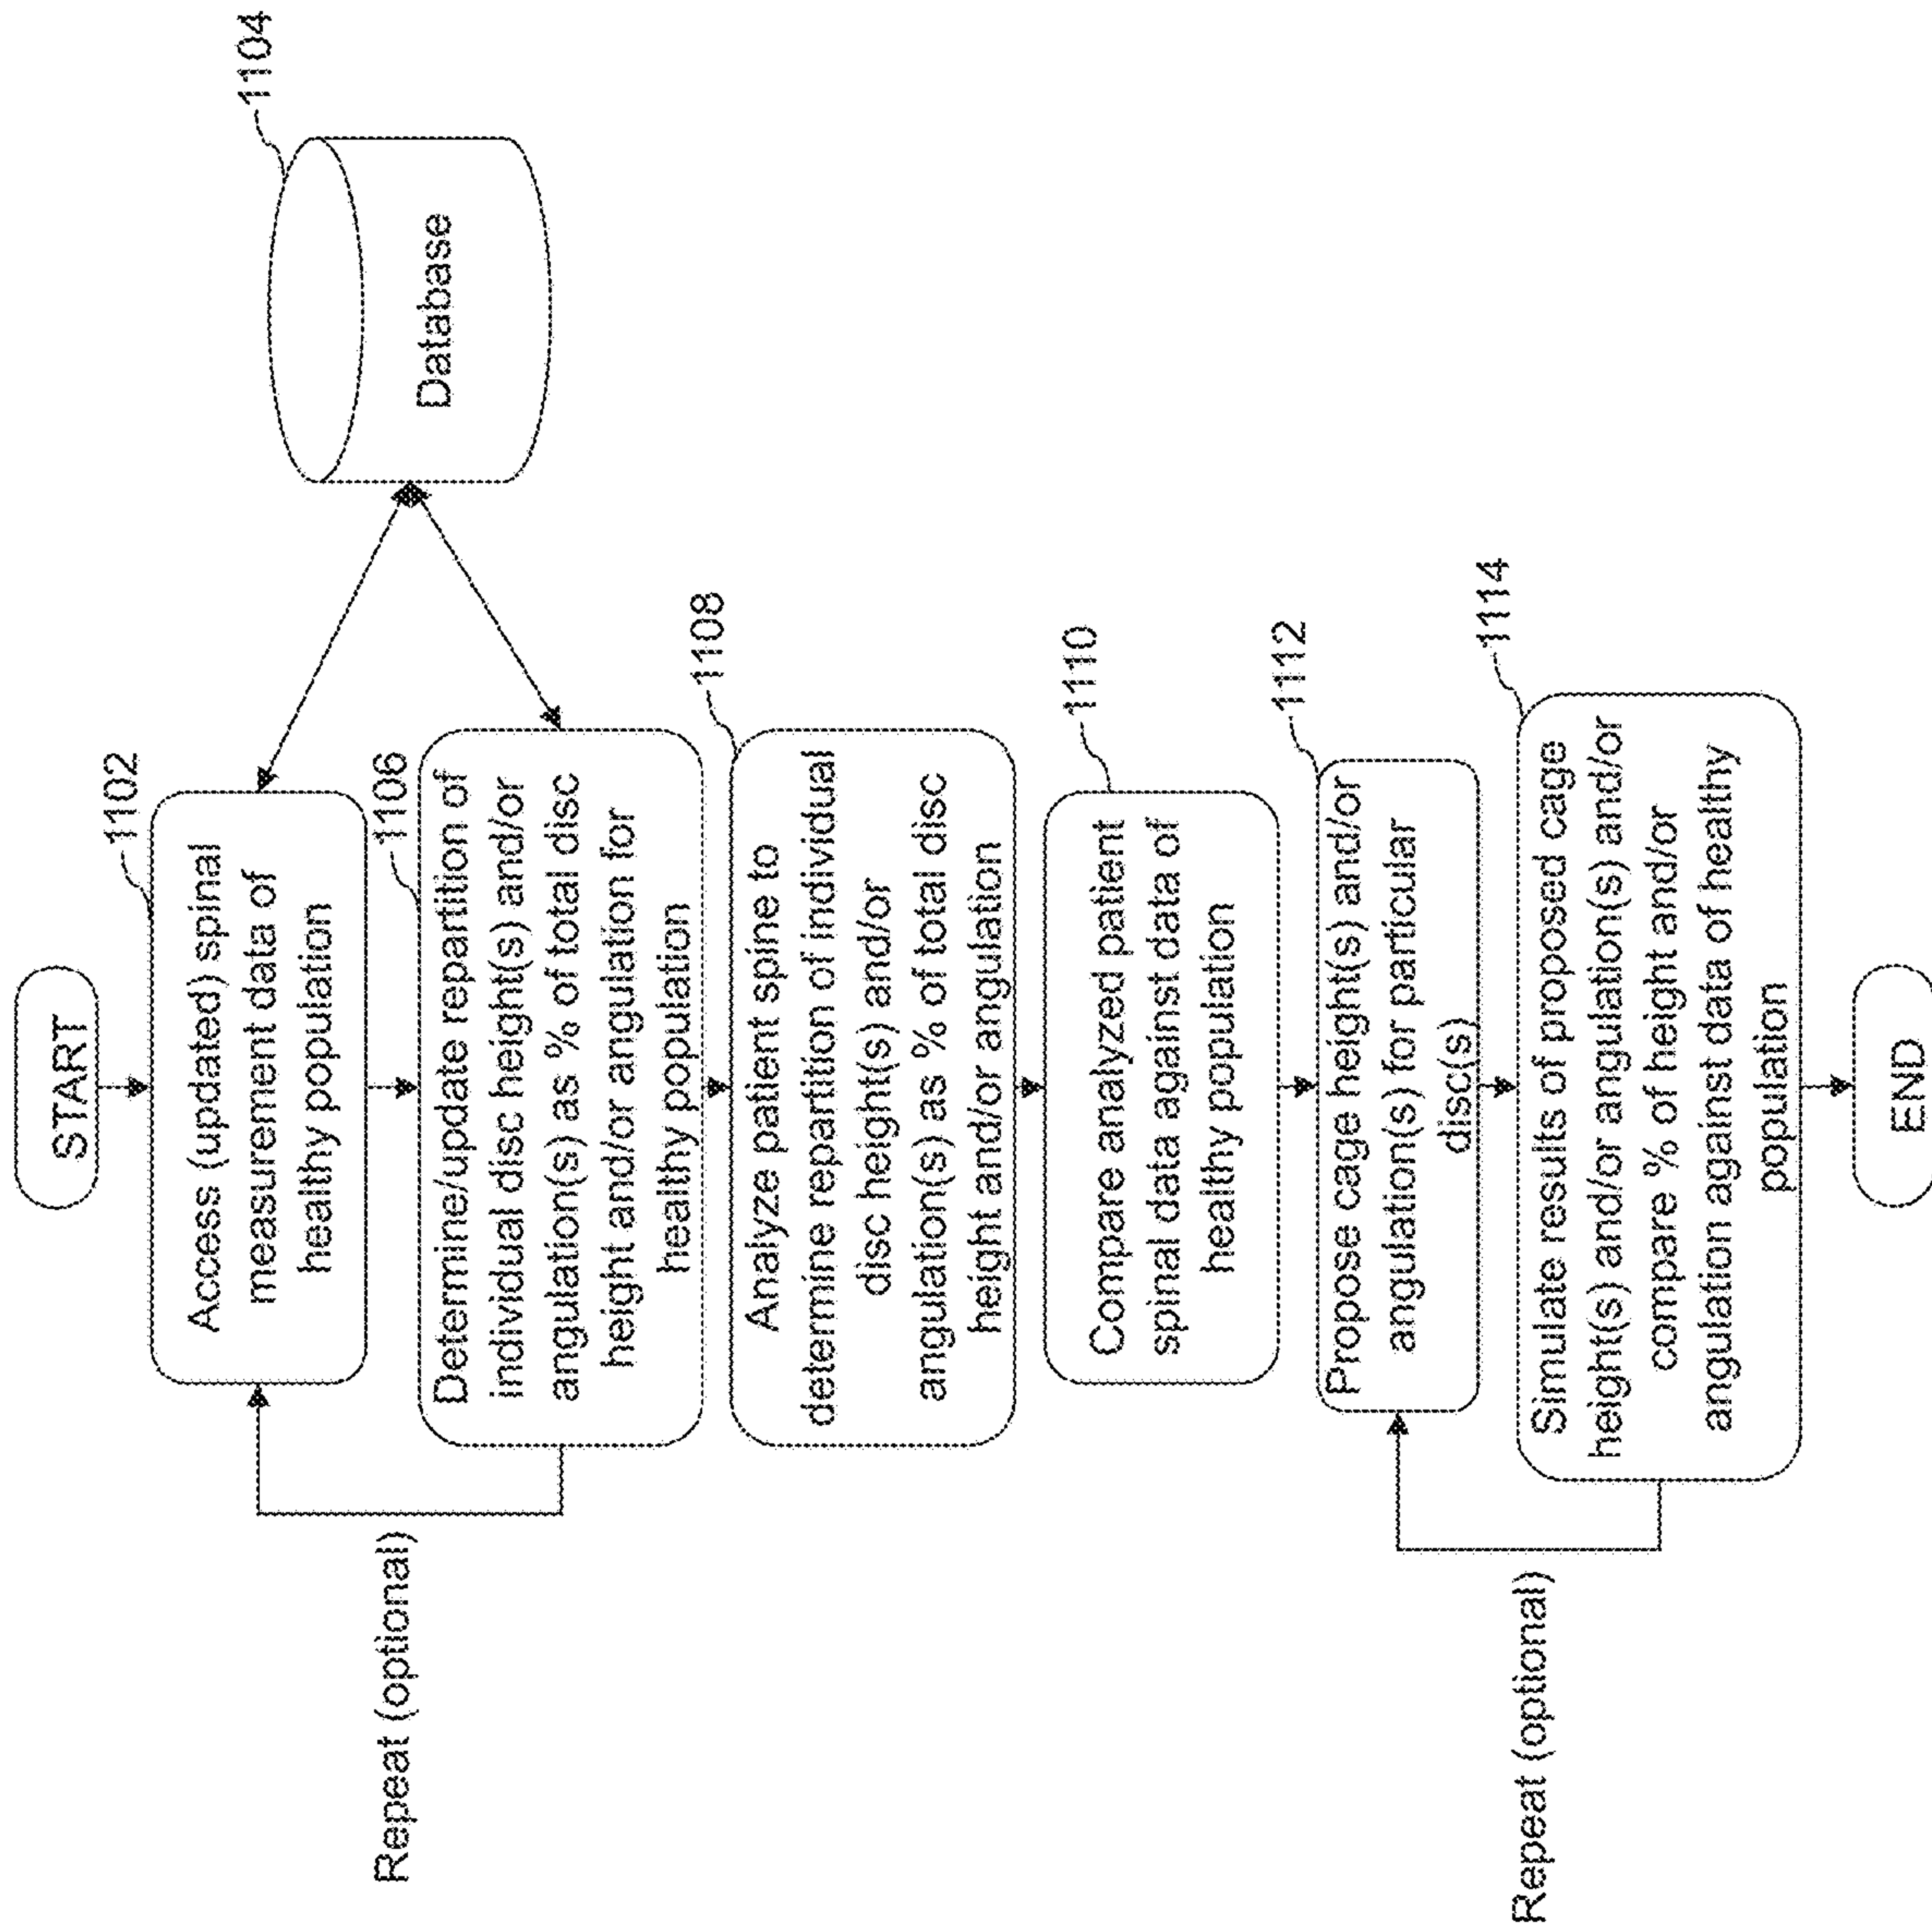 START
1102
Access (updated) spinal
measurement data of
healthy population
1104
Database
1106
Determine/update repartition of
individual disc height(s) and/or
angulation(s) as % of total disc
height and/or angulation for
healthy population
Repeat (optional)
1108
Analyze patient spine to
determine repartition of individual
disc height(s) and/or
angulation(s) as % of total disc
height and/or angulation
1110
Compare analyzed patient
spinal data against data of
healthy population
1112
Propose cage height(s) and/or
angulation(s) for particular
disc(s)
1114
Simulate results of proposed cage
height(s) and/or angulation(s) and/or
compare % of height and/or
angulation against data of healthy
population
Repeat (optional)
END